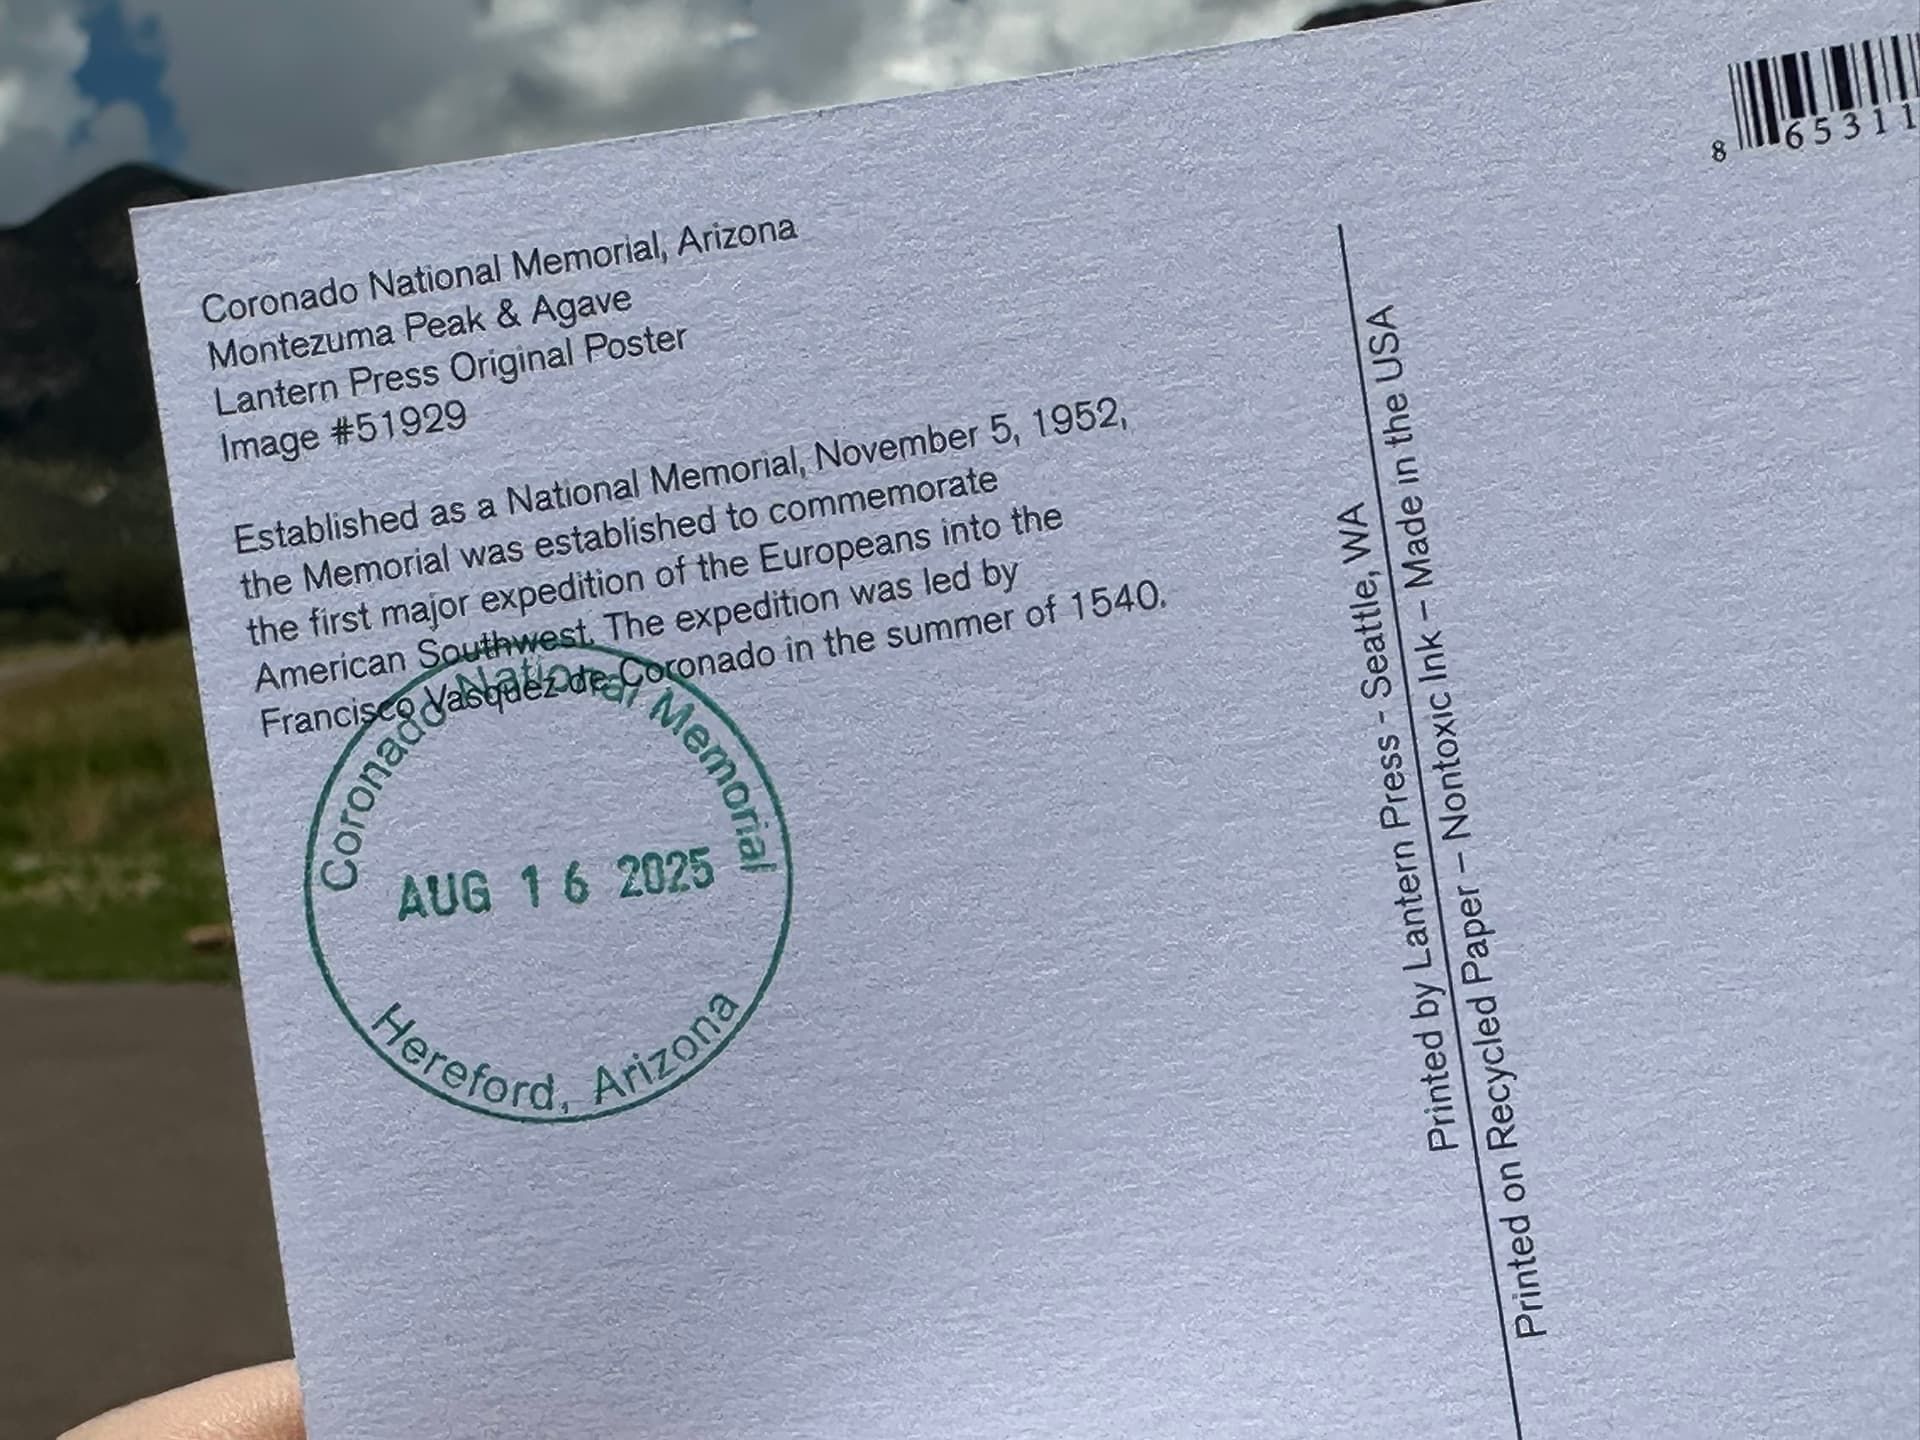 Coronado National Memorial, Arizona
Montezuma Peak & Agave
Lantern Press Original Poster
Image #51929
Established as a National Memorial, November 5, 1952,
the Memorial was established to commemorate
the first major expedition of the Europeans into the
American Southwest. The expedition was led by
Francisco Vasquez de Coronado in the summer of 1540.
Coronado National Memorial
AUG 16 2025
Hereford, Arizona
Printed by Lantern Press - Seattle, WA
Printed on Recycled Paper – Nontoxic Ink – Made in the USA
8 65311